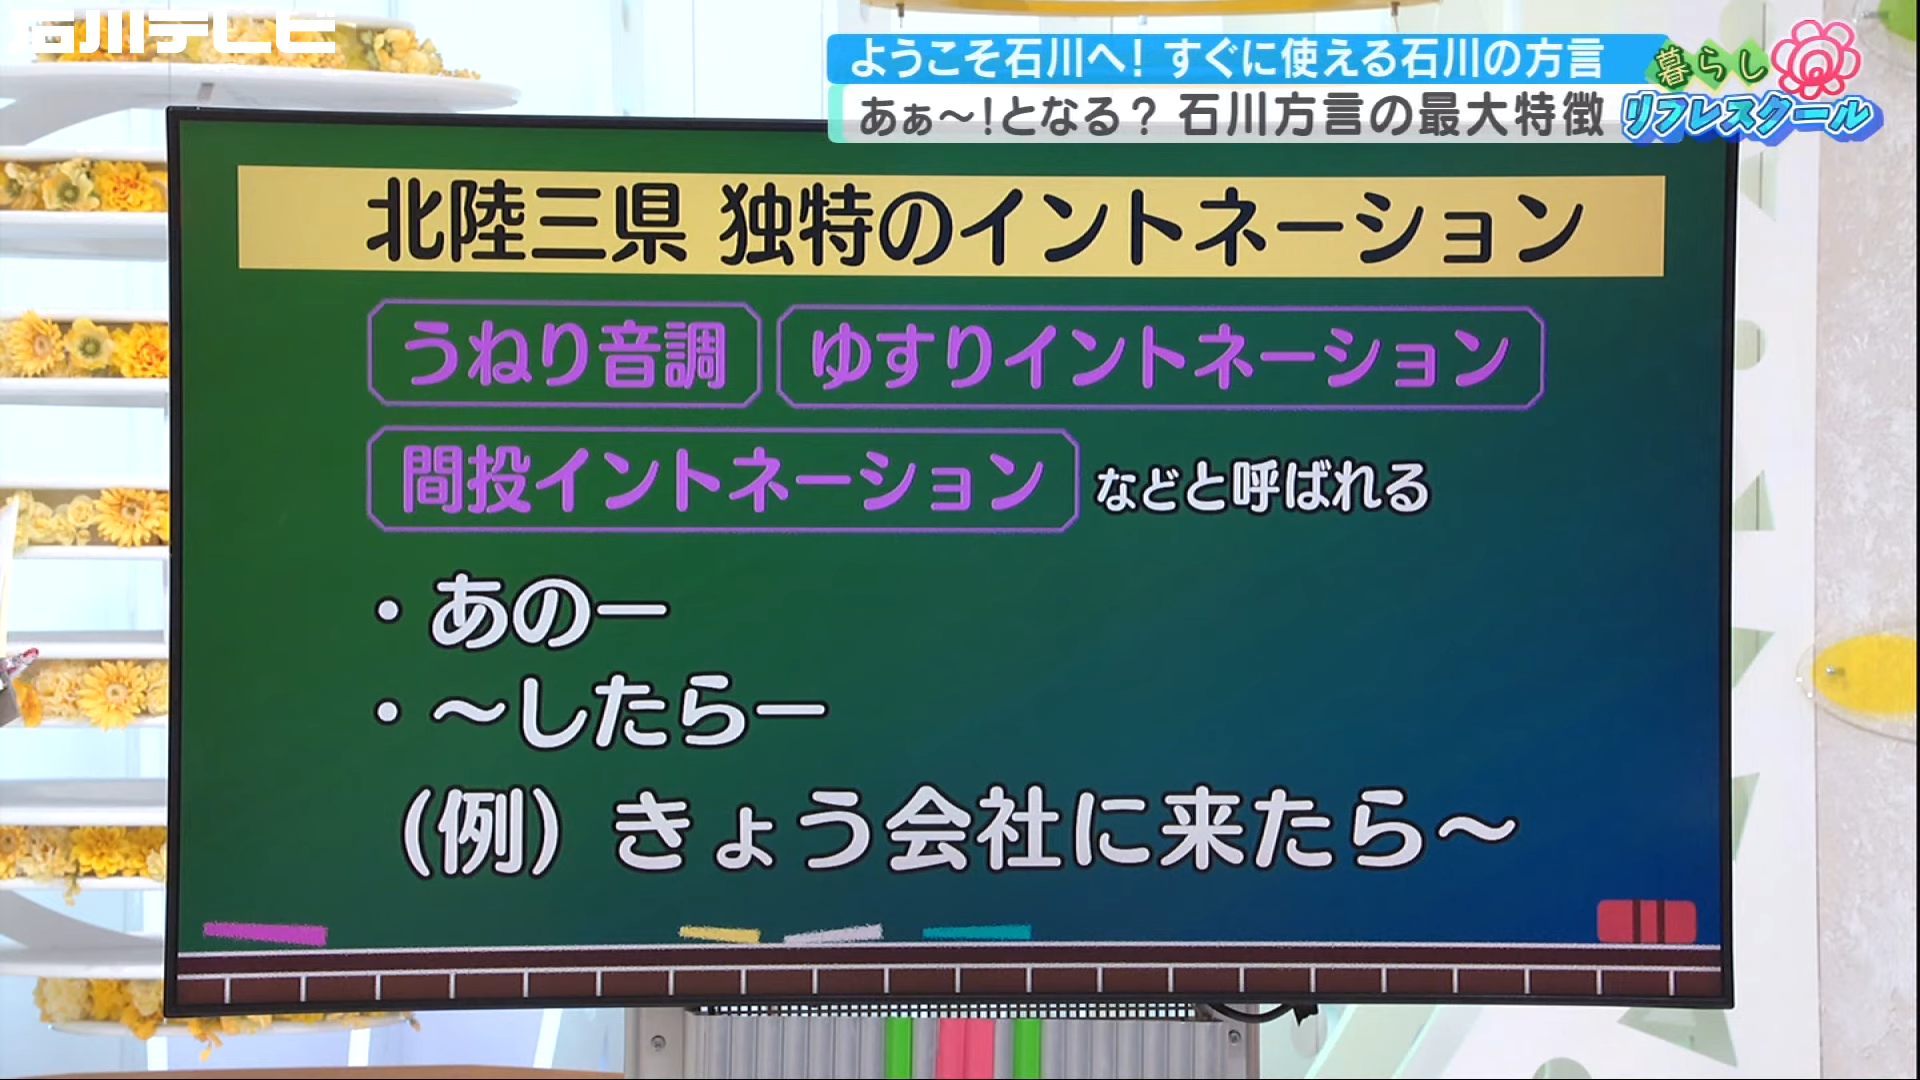 石川テレビ
ようこそ石川へ！すぐに使える石川の方言
あぁ～！となる？ 石川方言の最大特徴
暮らし
リフレスクール
北陸三県 独特のイントネーション
うねり音調 ゆすりイントネーション
間投イントネーション などと呼ばれる
・あのー
・～したらー
（例）きょう会社に来たら～